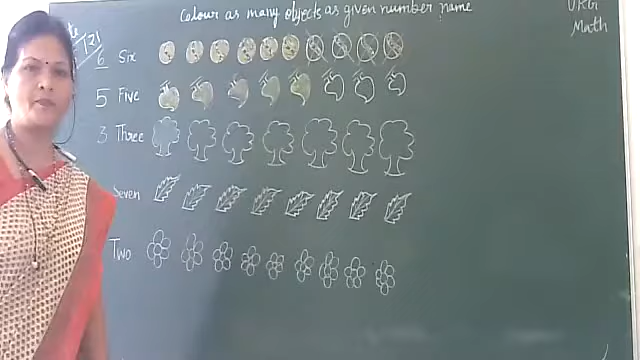 Colour as many objects as given number name
UKG
Math
6 Six
5 Five
3 Three
Seven
Two